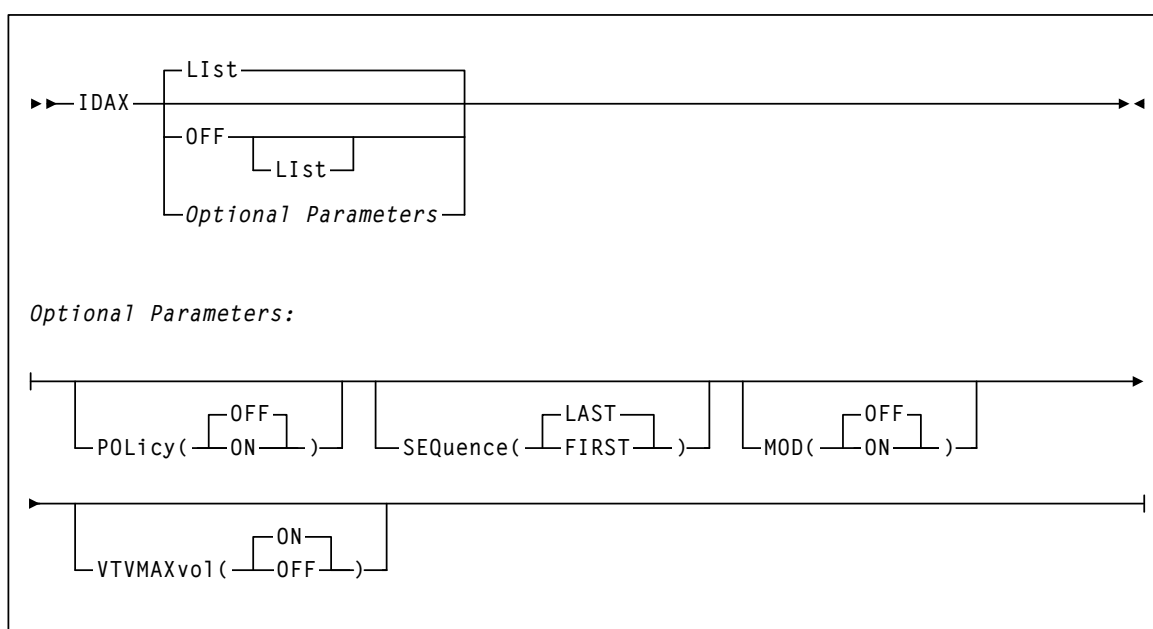 LIst
IDAX
OFF
LIst
Optional Parameters
Optional Parameters:
OFF LAST OFF
POLicy( ON ) SEQuence( FIRST ) MOD( ON )
ON
VTVMAXvol( OFF )